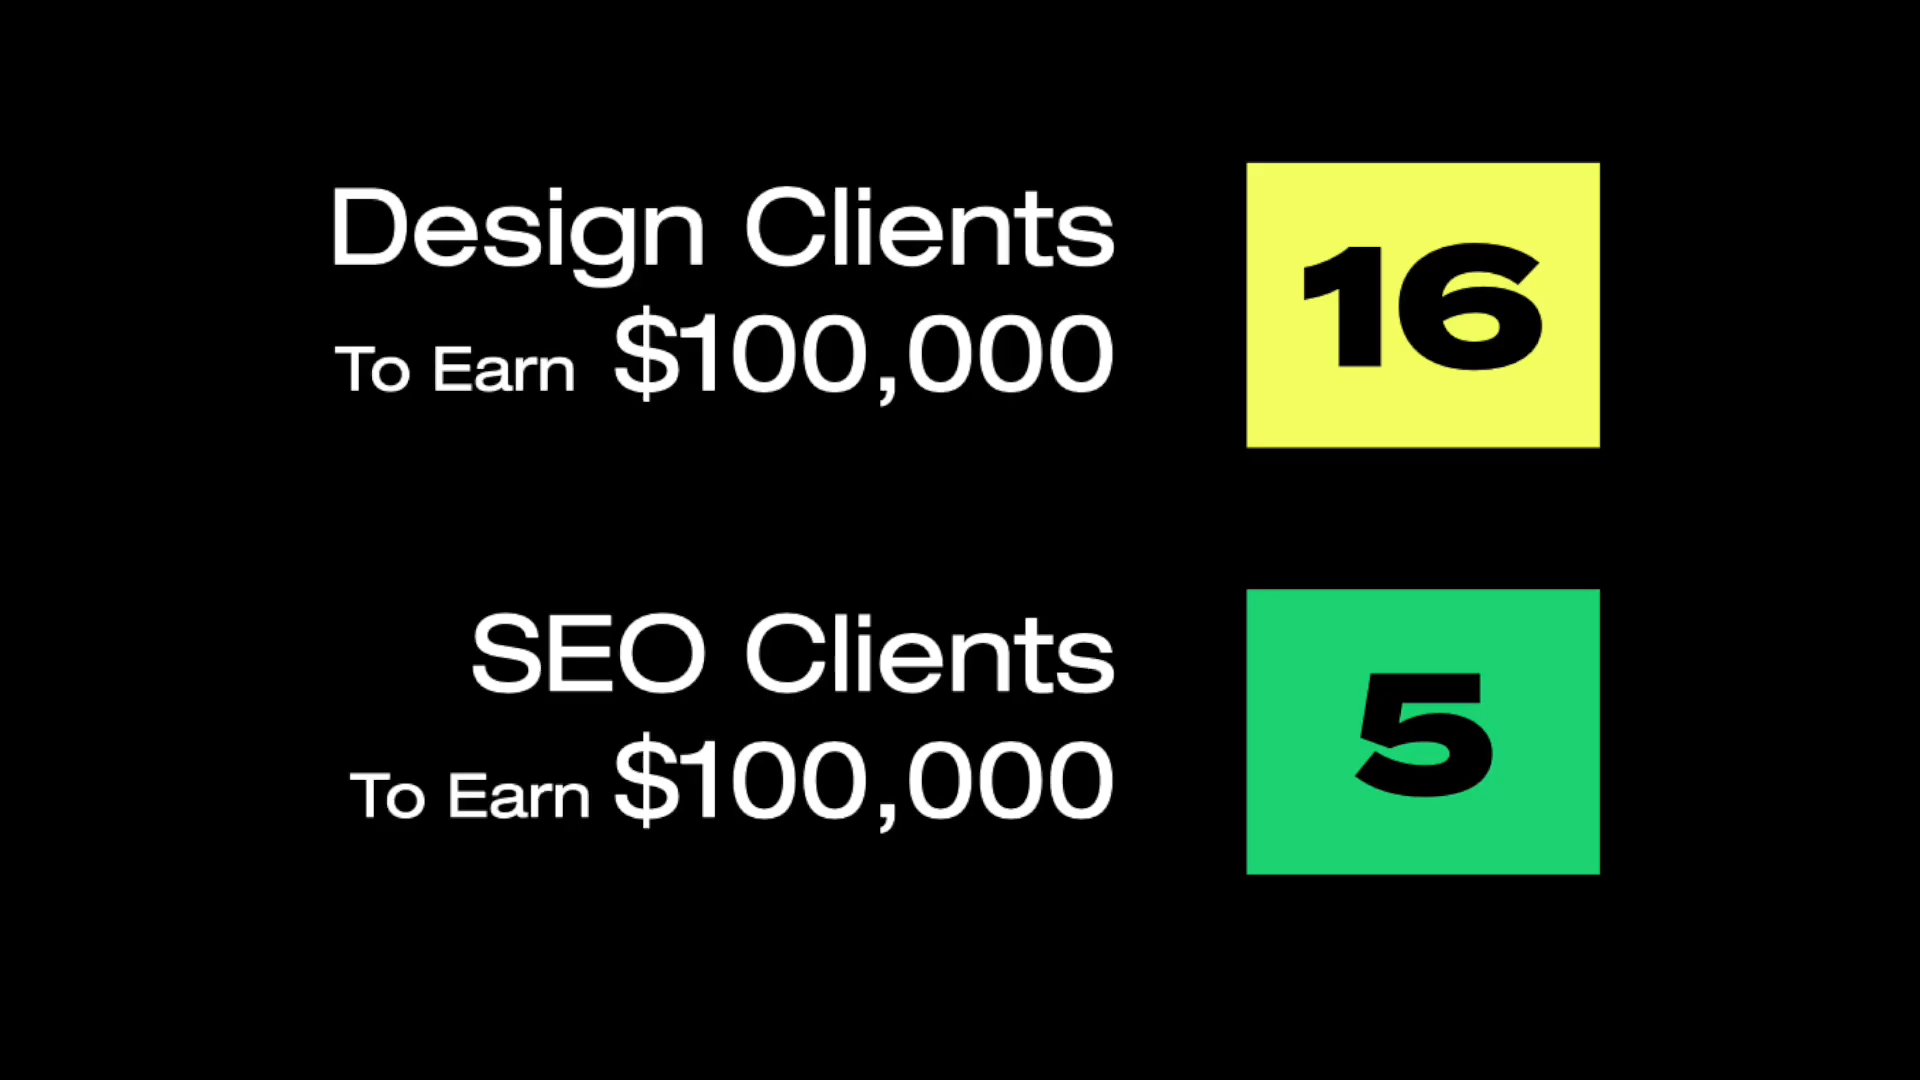 Design Clients
To Earn $100,000
16
SEO Clients
To Earn $100,000
5